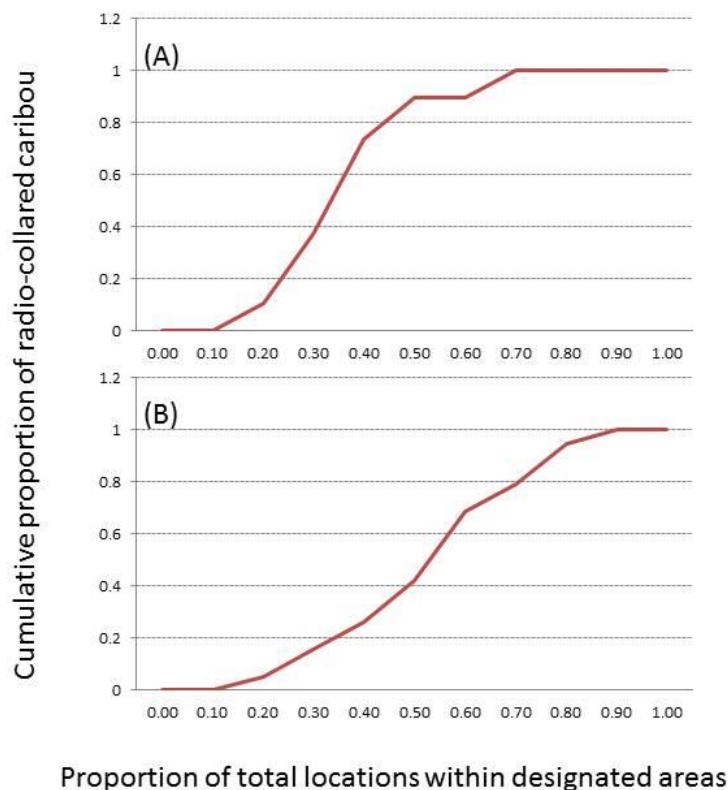 Cumulative proportion of radio-collared caribou
(A)
1.2
1
0.8
0.6
0.4
0.2
0
0.00 0.10 0.20 0.30 0.40 0.50 0.60 0.70 0.80 0.90 1.00
(B)
1.2
1
0.8
0.6
0.4
0.2
0
0.00 0.10 0.20 0.30 0.40 0.50 0.60 0.70 0.80 0.90 1.00
Proportion of total locations within designated areas